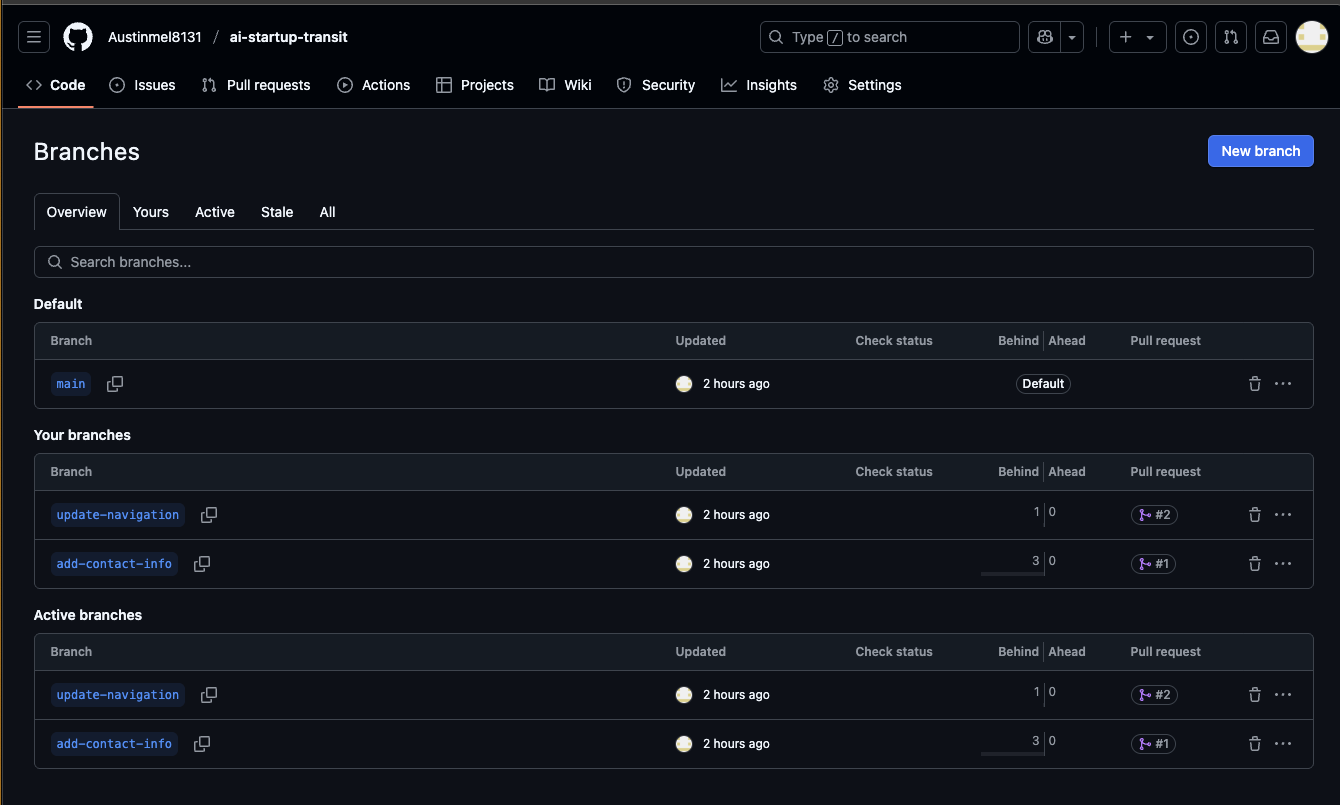 Austinmel8131 / ai-startup-transit Type / to search
Code Issues Pull requests Actions Projects Wiki Security Insights Settings
Branches New branch
Overview Yours Active Stale All
Search branches...
Default
Branch Updated Check status Behind Ahead Pull request
main 2 hours ago Default
Your branches
Branch Updated Check status Behind Ahead Pull request
update-navigation 2 hours ago 1 0 #2
add-contact-info 2 hours ago 3 0 #1
Active branches
Branch Updated Check status Behind Ahead Pull request
update-navigation 2 hours ago 1 0 #2
add-contact-info 2 hours ago 3 0 #1